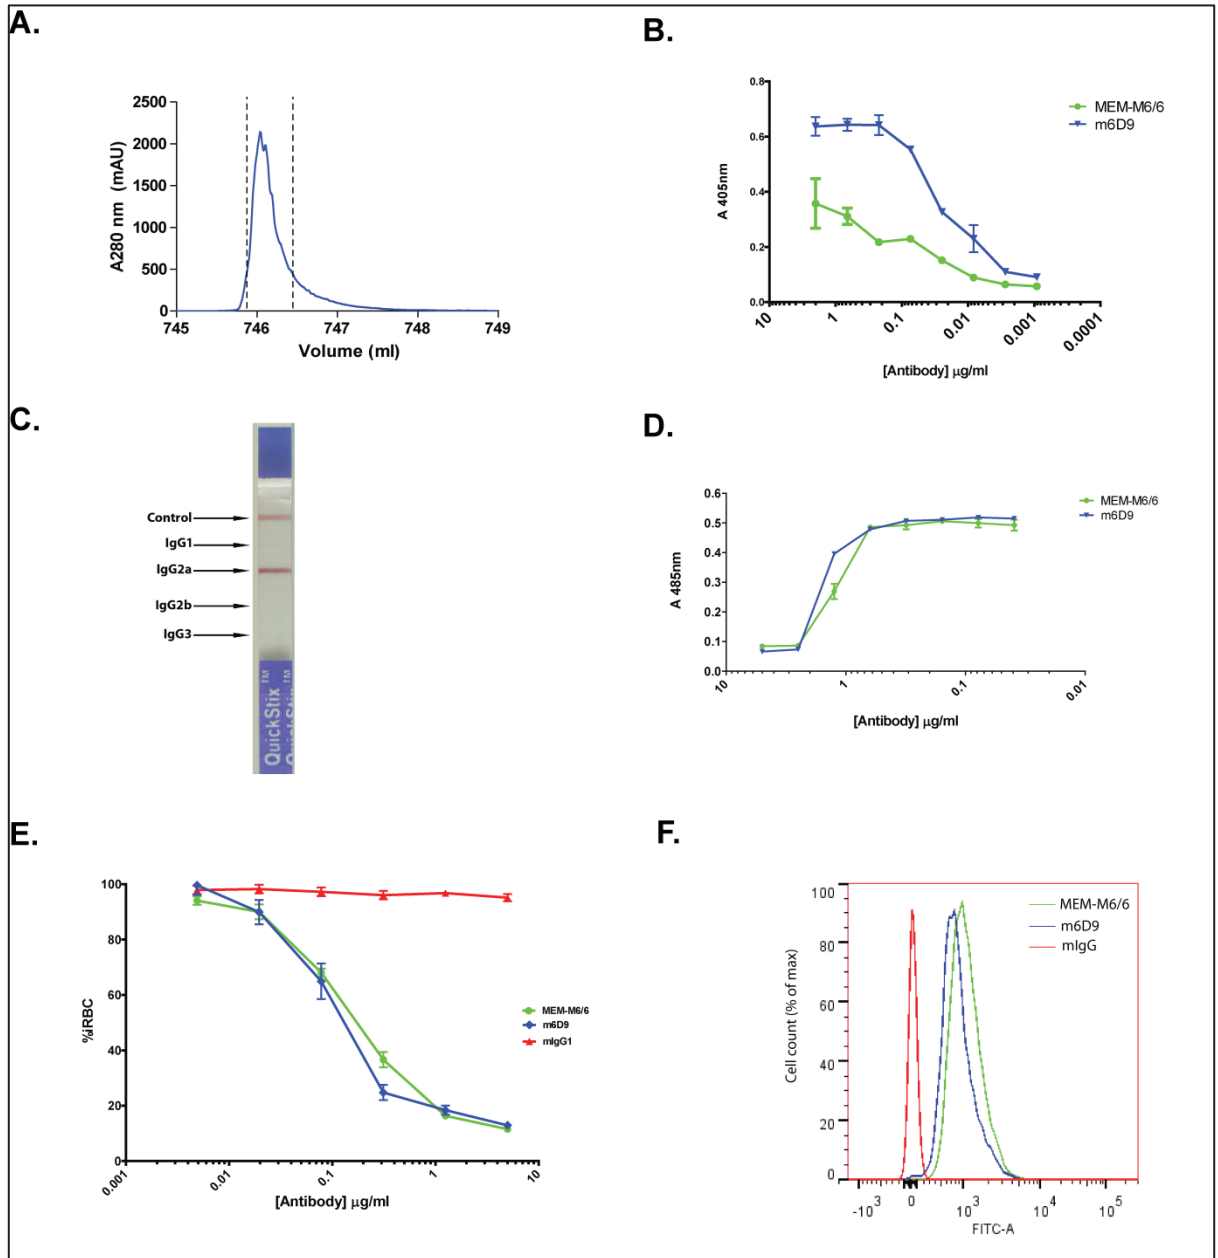 A.
A280 nm (mAU)
2500
2000
1500
1000
500
0
745 746 747 748 749
Volume (ml)
B.
A 405nm
0.8
0.6
0.4
0.2
0.0
10 1 0.1 0.01 0.001 0.0001
[Antibody] µg/ml
MEM-M6/6
m6D9
C.
Control
IgG1
IgG2a
IgG2b
IgG3
QuickStix™
QuickStix™
D.
A 485nm
0.6
0.5
0.4
0.3
0.2
0.1
0.0
10 1 0.1 0.01
[Antibody] µg/ml
MEM-M6/6
m6D9
E.
%iRBC
100
80
60
40
20
0
0.001 0.01 0.1 1 10
[Antibody] µg/ml
MEM-M6/6
m6D9
mIgG1
F.
Cell count (% of max)
100
80
60
40
20
0
-10³ 0 10³ 10⁴ 10⁵
FITC-A
MEM-M6/6
m6D9
mIgG